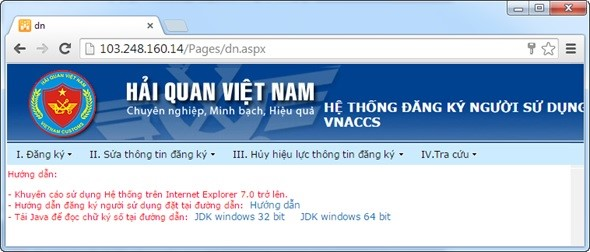 dn
103.248.160.14/Pages/dn.aspx
HẢI QUAN VIỆT NAM
VIETNAM CUSTOMS
HẢI QUAN VIỆT NAM
Chuyên nghiệp, Minh bạch, Hiệu quả
HỆ THỐNG ĐĂNG KÝ NGƯỜI SỬ DỤNG
VNACCS
I. Đăng ký
II. Sửa thông tin đăng ký
III. Hủy hiệu lực thông tin đăng ký
IV.Tra cứu
Hướng dẫn:
- Khuyến cáo sử dụng Hệ thống trên Internet Explorer 7.0 trở lên.
- Hướng dẫn đăng ký người sử dụng đặt tại đường dẫn: Hướng dẫn
- Tải Java để đọc chữ ký số tại đường dẫn: JDK windows 32 bit JDK windows 64 bit